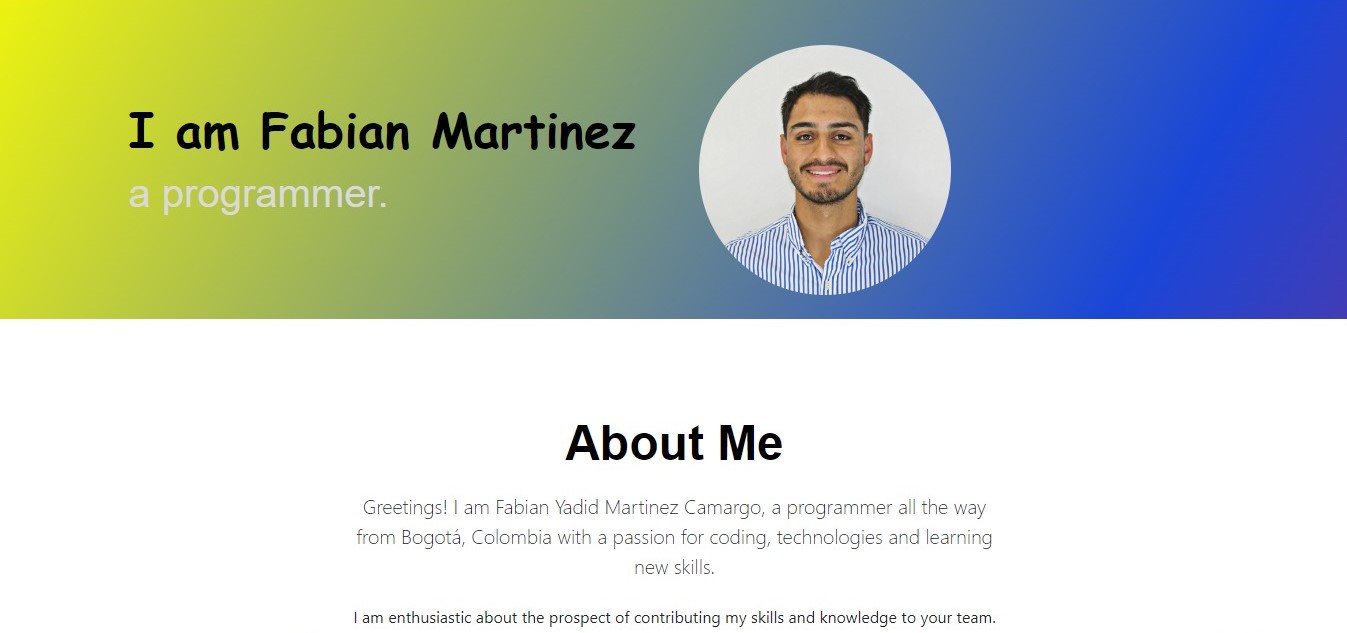 I am Fabian Martinez
a programmer.
About Me
Greetings! I am Fabian Yadid Martinez Camargo, a programmer all the way
from Bogotá, Colombia with a passion for coding, technologies and learning
new skills.
I am enthusiastic about the prospect of contributing my skills and knowledge to your team.